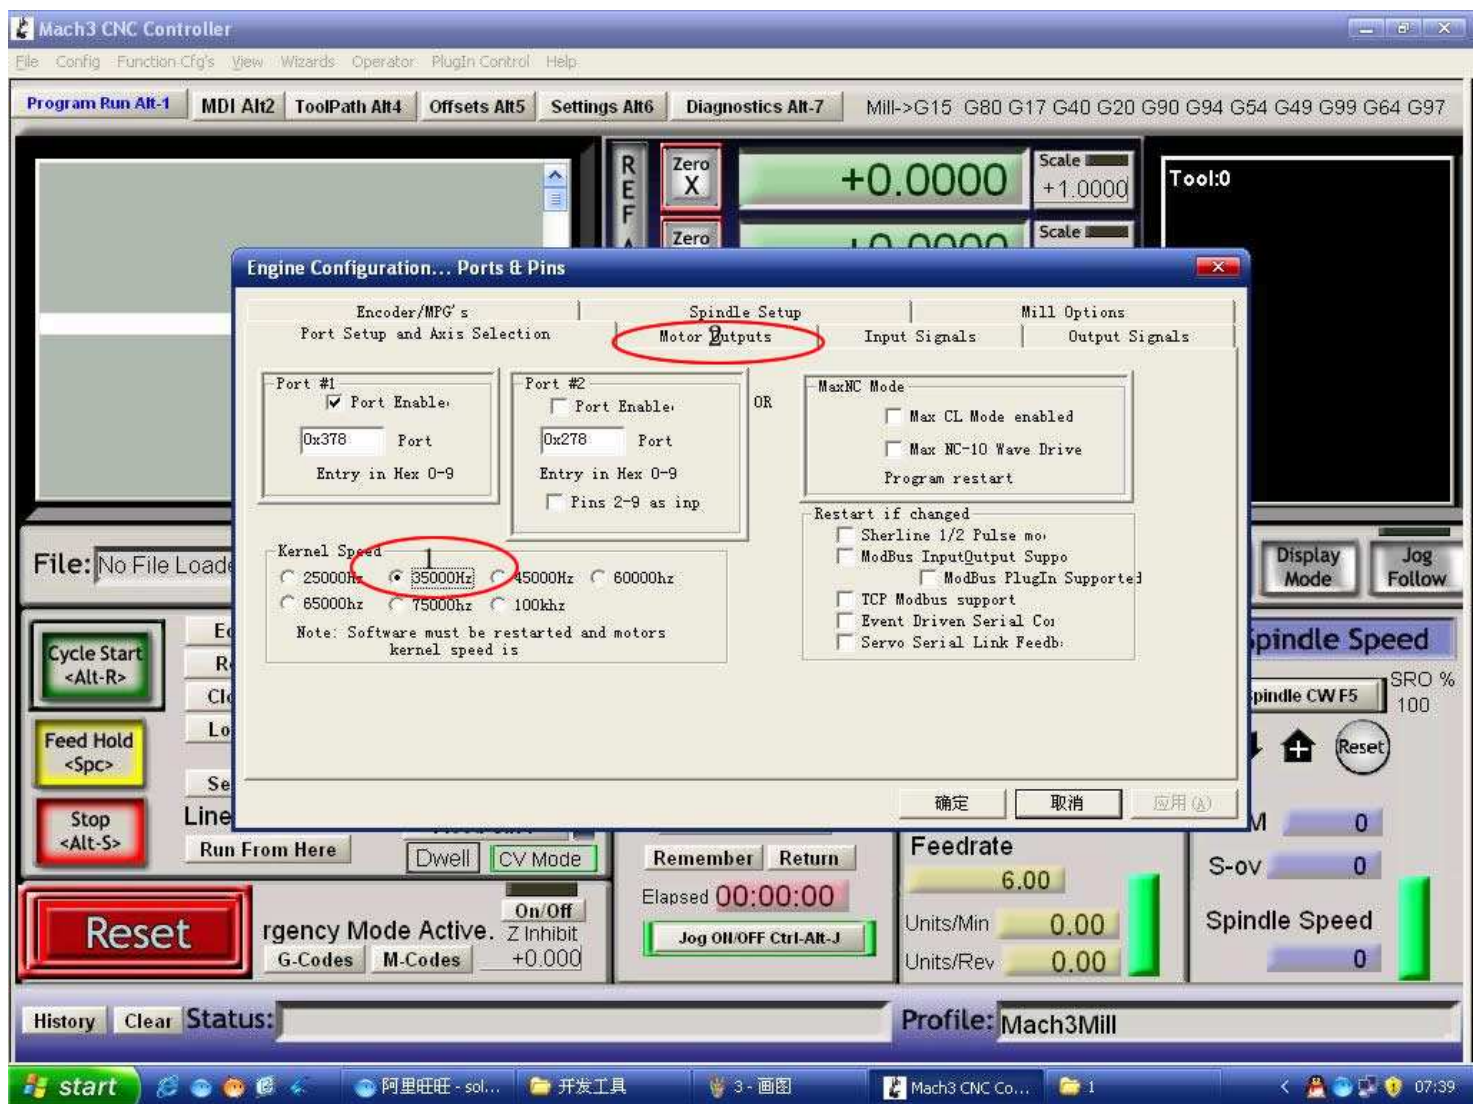 Mach3 CNC Controller
File Config Function Cfg's View Wizards Operator PlugIn Control Help
Program Run Alt-1 MDI Alt2 ToolPath Alt4 Offsets Alt5 Settings Alt6 Diagnostics Alt-7 Mill->G15 G80 G17 G40 G20 G90 G94 G54 G49 G99 G64 G97
REF
Zero X +0.0000 Scale +1.0000
Tool:0
Zero +0.0000 Scale
Engine Configuration... Ports & Pins
Encoder/MPG's Spindle Setup Mill Options
Port Setup and Axis Selection Motor Outputs Input Signals Output Signals
2
Port #1
Port Enable
0x378 Port
Entry in Hex 0-9
Port #2
Port Enable
0x278 Port
Entry in Hex 0-9
Pins 2-9 as inp
OR
MaxNC Mode
Max CL Mode enabled
Max NC-10 Wave Drive
Program restart
Restart if changed
Sherline 1/2 Pulse mo
ModBus InputOutput Suppo
ModBus PlugIn Supported
TCP Modbus support
Event Driven Serial Co
Servo Serial Link Feedb
Kernel Speed
1
25000Hz 35000Hz 45000Hz 60000hz
65000hz 75000hz 100khz
Note: Software must be restarted and motors
kernel speed is
确定 取消 应用(A)
File: No File Loade
Display Mode
Jog Follow
Cycle Start <Alt-R>
Feed Hold <Spc>
Stop <Alt-S>
Ed
R
Clo
Lo
Se
Line
Run From Here
Dwell CV Mode
Remember Return
Elapsed 00:00:00
Jog ON/OFF Ctrl-Alt-J
Feedrate
6.00
Units/Min 0.00
Units/Rev 0.00
pindle Speed
pindle CW F5
SRO %
100
Reset
M 0
S-ov 0
Spindle Speed
0
Reset
rgency Mode Active.
On/Off
Z Inhibit
+0.000
G-Codes M-Codes
History Clear Status:
Profile: Mach3Mill
start 阿里旺旺 - sol... 开发工具 3 - 画图 Mach3 CNC Co... 1 07:39